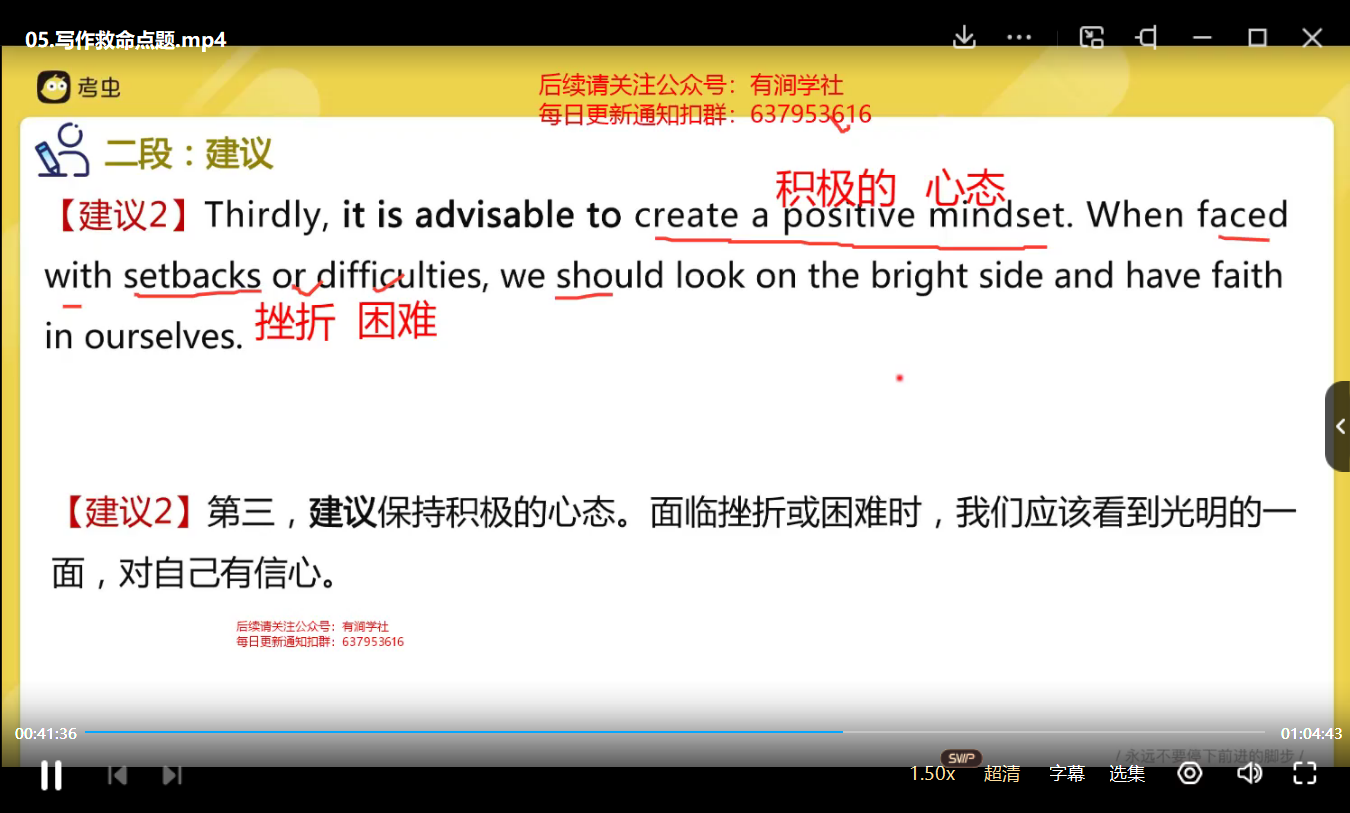 05.写作救命点题.mp4
考虫
后续请关注公众号：有涧学社
每日更新通知扣群：637953616
二段：建议
积极的 心态
【建议2】Thirdly, it is advisable to create a positive mindset. When faced
with setbacks or difficulties, we should look on the bright side and have faith
in ourselves.
挫折 困难
【建议2】第三，建议保持积极的心态。面临挫折或困难时，我们应该看到光明的一
面，对自己有信心。
后续请关注公众号：有涧学社
每日更新通知扣群：637953616
00:41:36
01:04:43
/ 永远不要停下前进的脚步 /
SVIP
1.50x 超清 字幕 选集